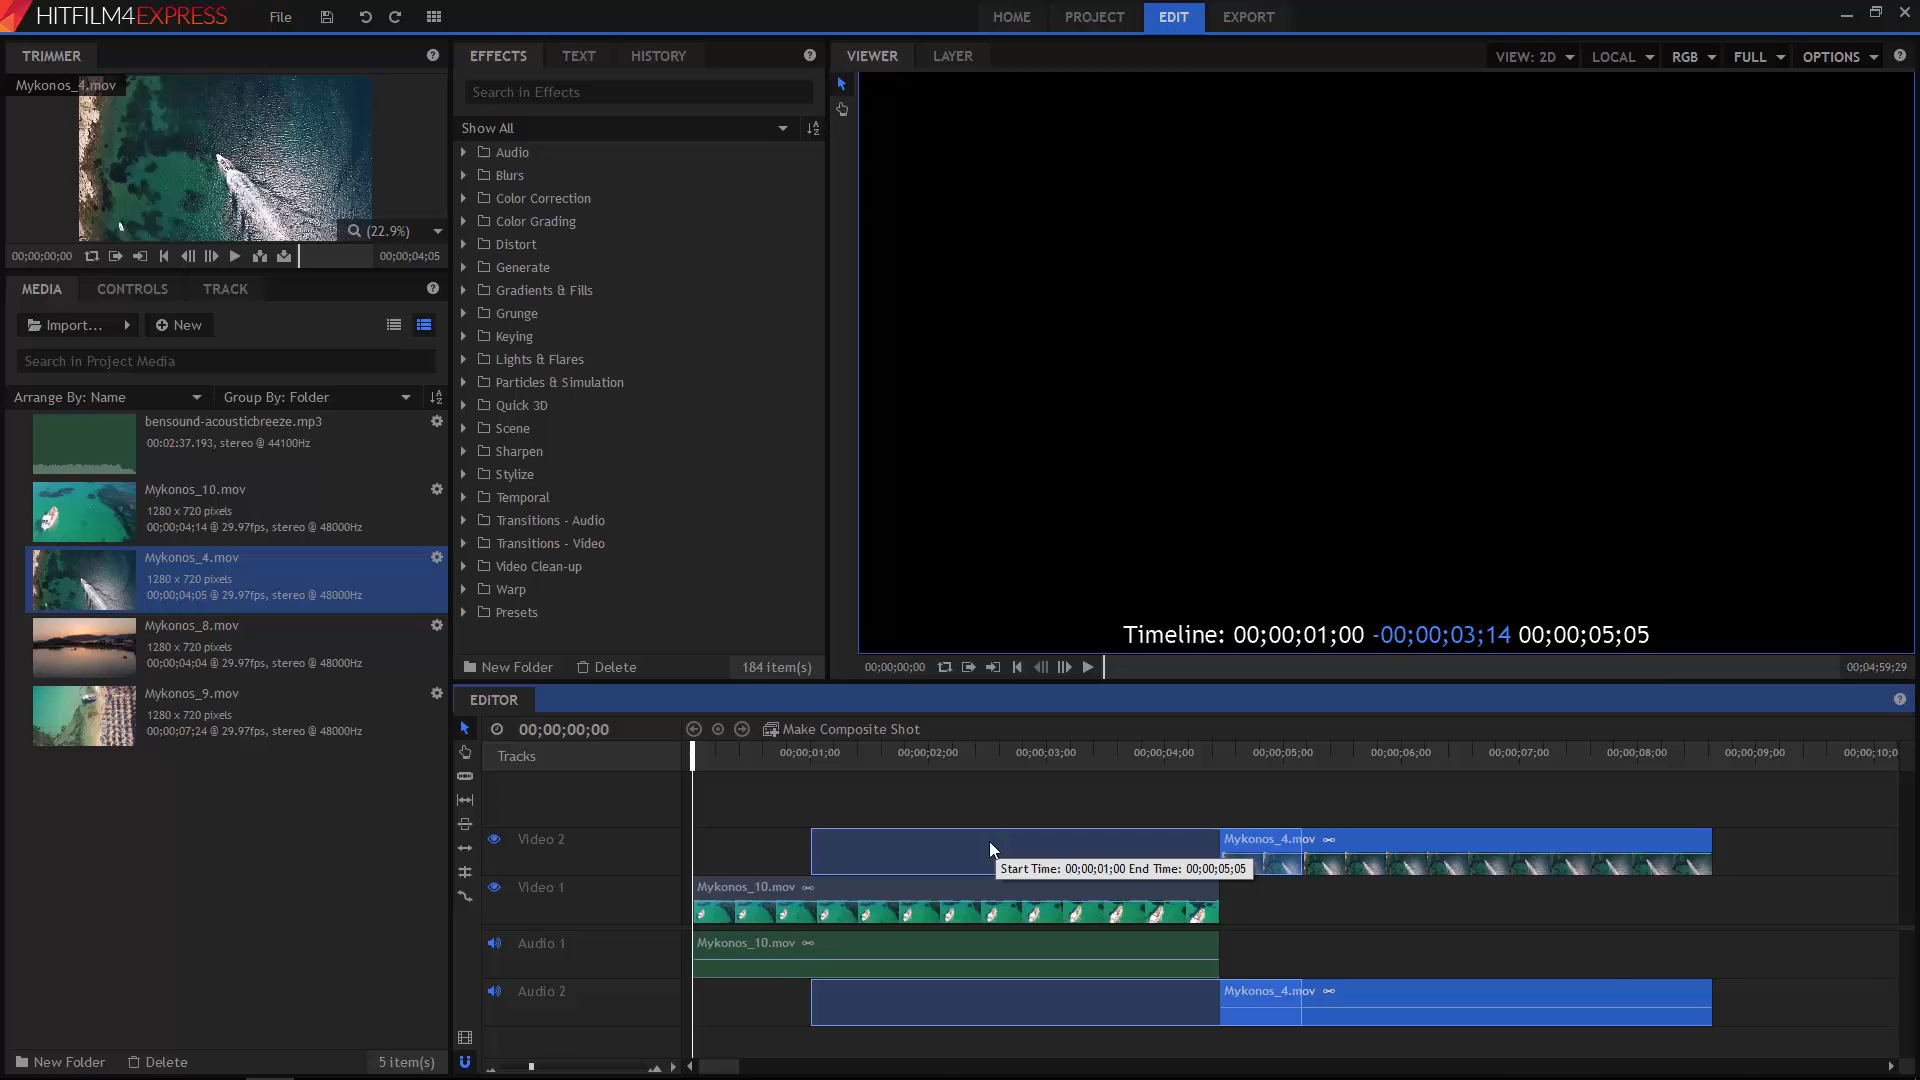 HITFILM4EXPRESS
File
HOME
PROJECT
EDIT
EXPORT
TRIMMER
Mykonos_4.mov
(22.9%)
00;00;00;00
00;00;04;05
MEDIA
CONTROLS
TRACK
Import...
New
Search in Project Media
Arrange By: Name
Group By: Folder
bensound-acousticbreeze.mp3
00:02:37.193, stereo @ 44100Hz
Mykonos_10.mov
1280 x 720 pixels
00;00;04;14 @ 29.97fps, stereo @ 48000Hz
Mykonos_4.mov
1280 x 720 pixels
00;00;04;05 @ 29.97fps, stereo @ 48000Hz
Mykonos_8.mov
1280 x 720 pixels
00;00;04;04 @ 29.97fps, stereo @ 48000Hz
Mykonos_9.mov
1280 x 720 pixels
00;00;07;24 @ 29.97fps, stereo @ 48000Hz
New Folder
Delete
5 item(s)
EFFECTS
TEXT
HISTORY
Search in Effects
Show All
Audio
Blurs
Color Correction
Color Grading
Distort
Generate
Gradients & Fills
Grunge
Keying
Lights & Flares
Particles & Simulation
Quick 3D
Scene
Sharpen
Stylize
Temporal
Transitions - Audio
Transitions - Video
Video Clean-up
Warp
Presets
New Folder
Delete
184 item(s)
VIEWER
LAYER
VIEW: 2D
LOCAL
RGB
FULL
OPTIONS
Timeline: 00;00;01;00 -00;00;03;14 00;00;05;05
00;00;00;00
00;04;59;29
EDITOR
00;00;00;00
Make Composite Shot
Tracks
00;00;01;00
00;00;02;00
00;00;03;00
00;00;04;00
00;00;05;00
00;00;06;00
00;00;07;00
00;00;08;00
00;00;09;00
00;00;10;0
Video 2
Mykonos_4.mov
Start Time: 00;00;01;00 End Time: 00;00;05;05
Video 1
Mykonos_10.mov
Audio 1
Mykonos_10.mov
Audio 2
Mykonos_4.mov